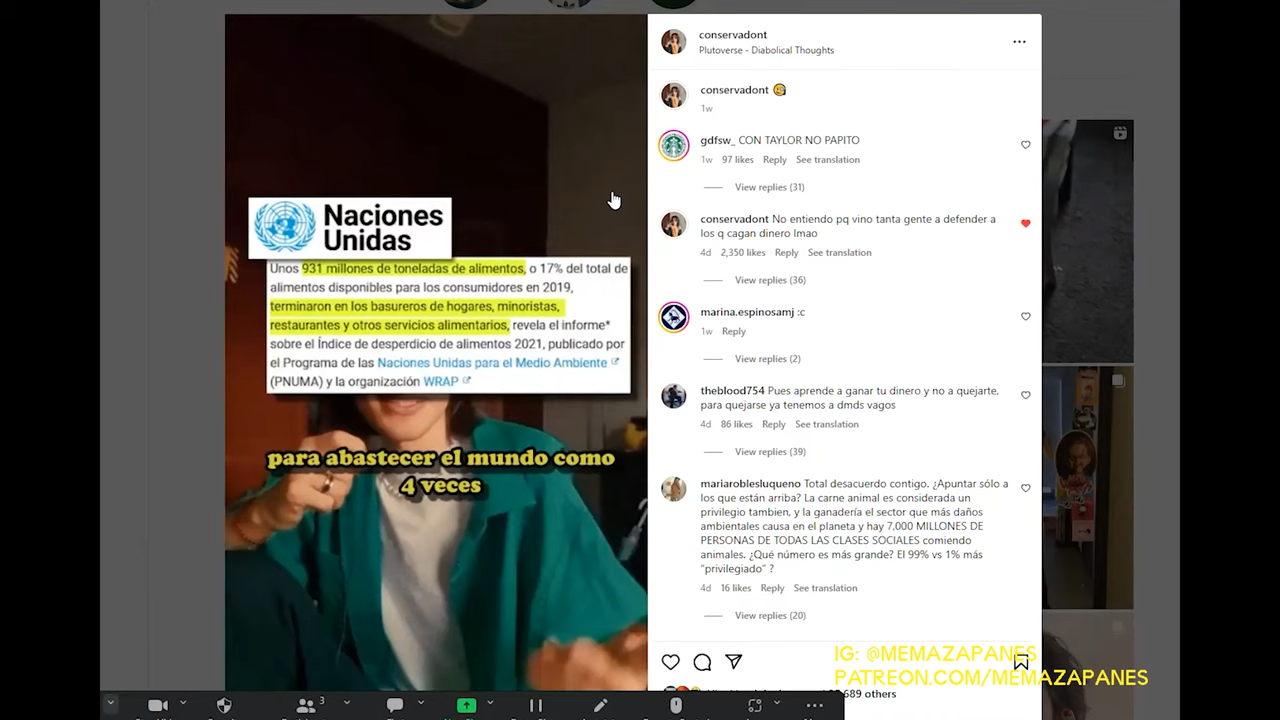 conservadont
Plutoverse - Diabolical Thoughts
conservadont
1w
gdfsw_ CON TAYLOR NO PAPITO
1w 97 likes Reply See translation
View replies (31)
conservadont No entiendo pq vino tanta gente a defender a
los q cagan dinero lmao
4d 2,350 likes Reply See translation
View replies (36)
marina.espinosamj :c
1w Reply
View replies (2)
theblood754 Pues aprende a ganar tu dinero y no a quejarte,
para quejarse ya tenemos a dmds vagos
4d 86 likes Reply See translation
View replies (39)
mariaroblesluqueno Total desacuerdo contigo. ¿Apuntar sólo a
los que están arriba? La carne animal es considerada un
privilegio tambien, y la ganadería el sector que más daños
ambientales causa en el planeta y hay 7,000 MILLONES DE
PERSONAS DE TODAS LAS CLASES SOCIALES comiendo
animales. ¿Qué número es más grande? El 99% vs 1% más
"privilegiado" ?
4d 16 likes Reply See translation
View replies (20)
Naciones
Unidas
Unos 931 millones de toneladas de alimentos, o 17% del total de
alimentos disponibles para los consumidores en 2019,
terminaron en los basureros de hogares, minoristas,
restaurantes y otros servicios alimentarios, revela el informe*
sobre el Índice de desperdicio de alimentos 2021, publicado por
el Programa de las Naciones Unidas para el Medio Ambiente
(PNUMA) y la organización WRAP
para abastecer el mundo como
4 veces
IG: @MEMAZAPANES
PATREON.COM/MEMAZAPANES
689 others
3